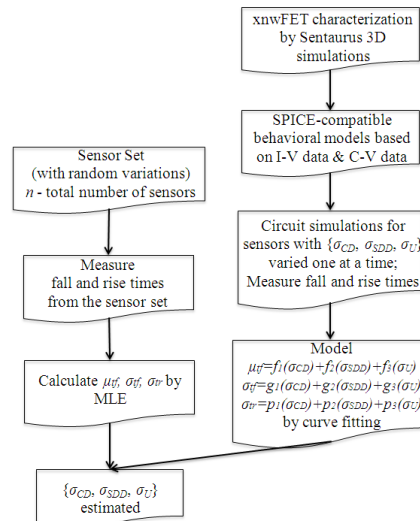 xnwFET characterization
by Sentaurus 3D
simulations
SPICE-compatible
behavioral models based
on I-V data & C-V data
Sensor Set
(with random variations)
n - total number of sensors
Circuit simulations for
sensors with {σCD, σSDD, σU}
varied one at a time;
Measure fall and rise times
Measure
fall and rise times
from the sensor set
Model
μtf=f1(σCD)+f2(σSDD)+f3(σU)
σtf=g1(σCD)+g2(σSDD)+g3(σU)
σtr=p1(σCD)+p2(σSDD)+p3(σU)
by curve fitting
Calculate μtf, σtf, σtr by
MLE
{σCD, σSDD, σU}
estimated